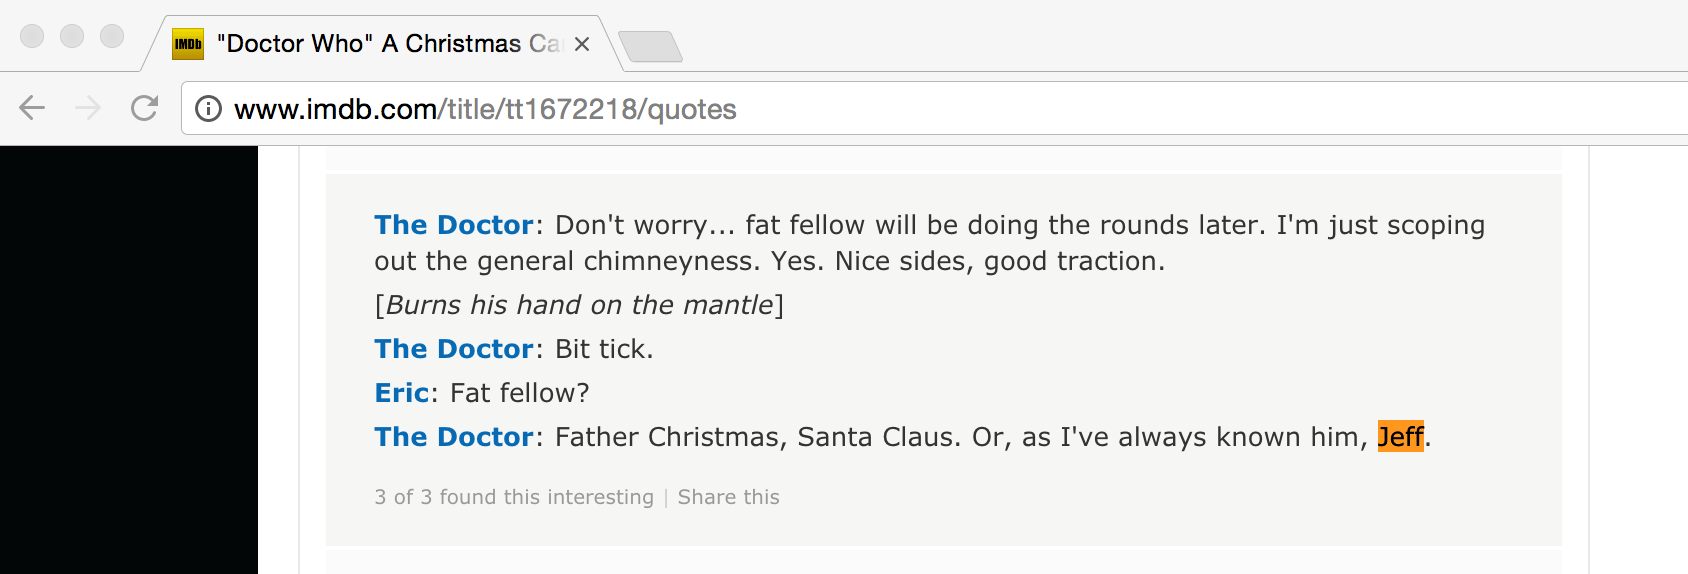 IMDb "Doctor Who" A Christmas Ca
www.imdb.com/title/tt1672218/quotes
The Doctor: Don't worry... fat fellow will be doing the rounds later. I'm just scoping
out the general chimneyness. Yes. Nice sides, good traction.
[Burns his hand on the mantle]
The Doctor: Bit tick.
Eric: Fat fellow?
The Doctor: Father Christmas, Santa Claus. Or, as I've always known him, Jeff.
3 of 3 found this interesting | Share this